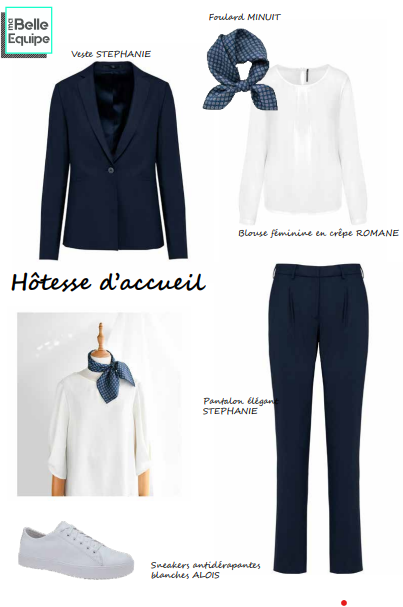 ma
Belle
Equipe
Foulard MINUIT
Veste STEPHANIE
Blouse féminine en crêpe ROMANE
Hôtesse d'accueil
Pantalon élégant
STEPHANIE
Sneakers antidérapantes
blanches ALOIS